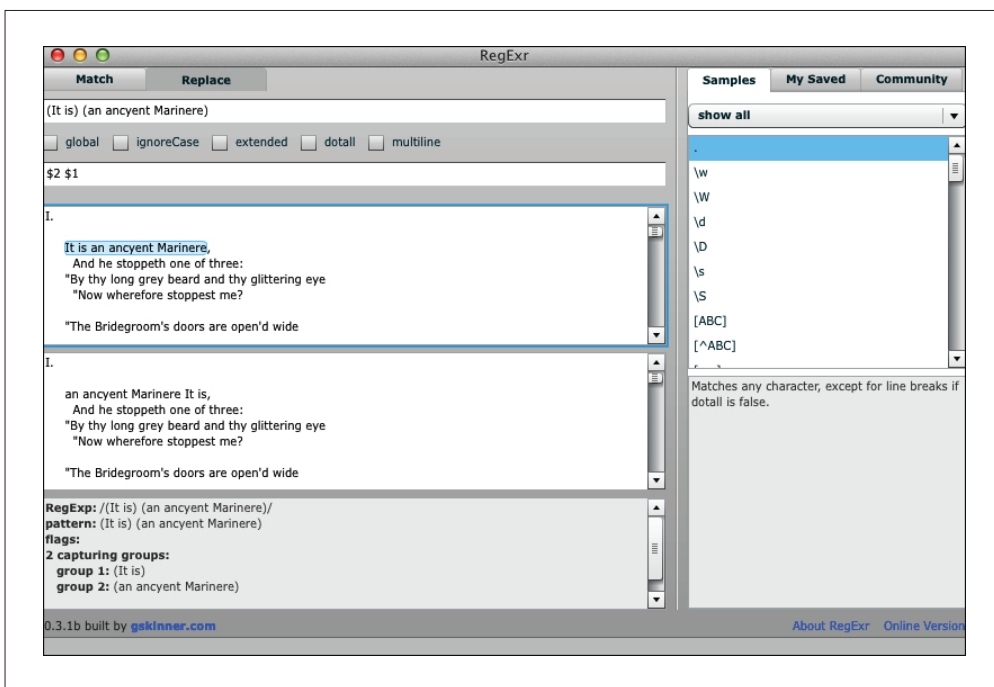 RegExr
Match
Replace
(It is) (an ancyent Marinere)
global ignoreCase extended dotall multiline
$2 $1
I.
It is an ancyent Marinere,
And he stoppeth one of three:
"By thy long grey beard and thy glittering eye
"Now wherefore stoppest me?
"The Bridegroom's doors are open'd wide
I.
an ancyent Marinere It is,
And he stoppeth one of three:
"By thy long grey beard and thy glittering eye
"Now wherefore stoppest me?
"The Bridegroom's doors are open'd wide
RegExp: /(It is) (an ancyent Marinere)/
pattern: (It is) (an ancyent Marinere)
flags:
2 capturing groups:
group 1: (It is)
group 2: (an ancyent Marinere)
0.3.1b built by gskinner.com
Samples
My Saved
Community
show all
.
\w
\W
\d
\D
\s
\S
[ABC]
[^ABC]
Matches any character, except for line breaks if
dotall is false.
About RegExr
Online Version